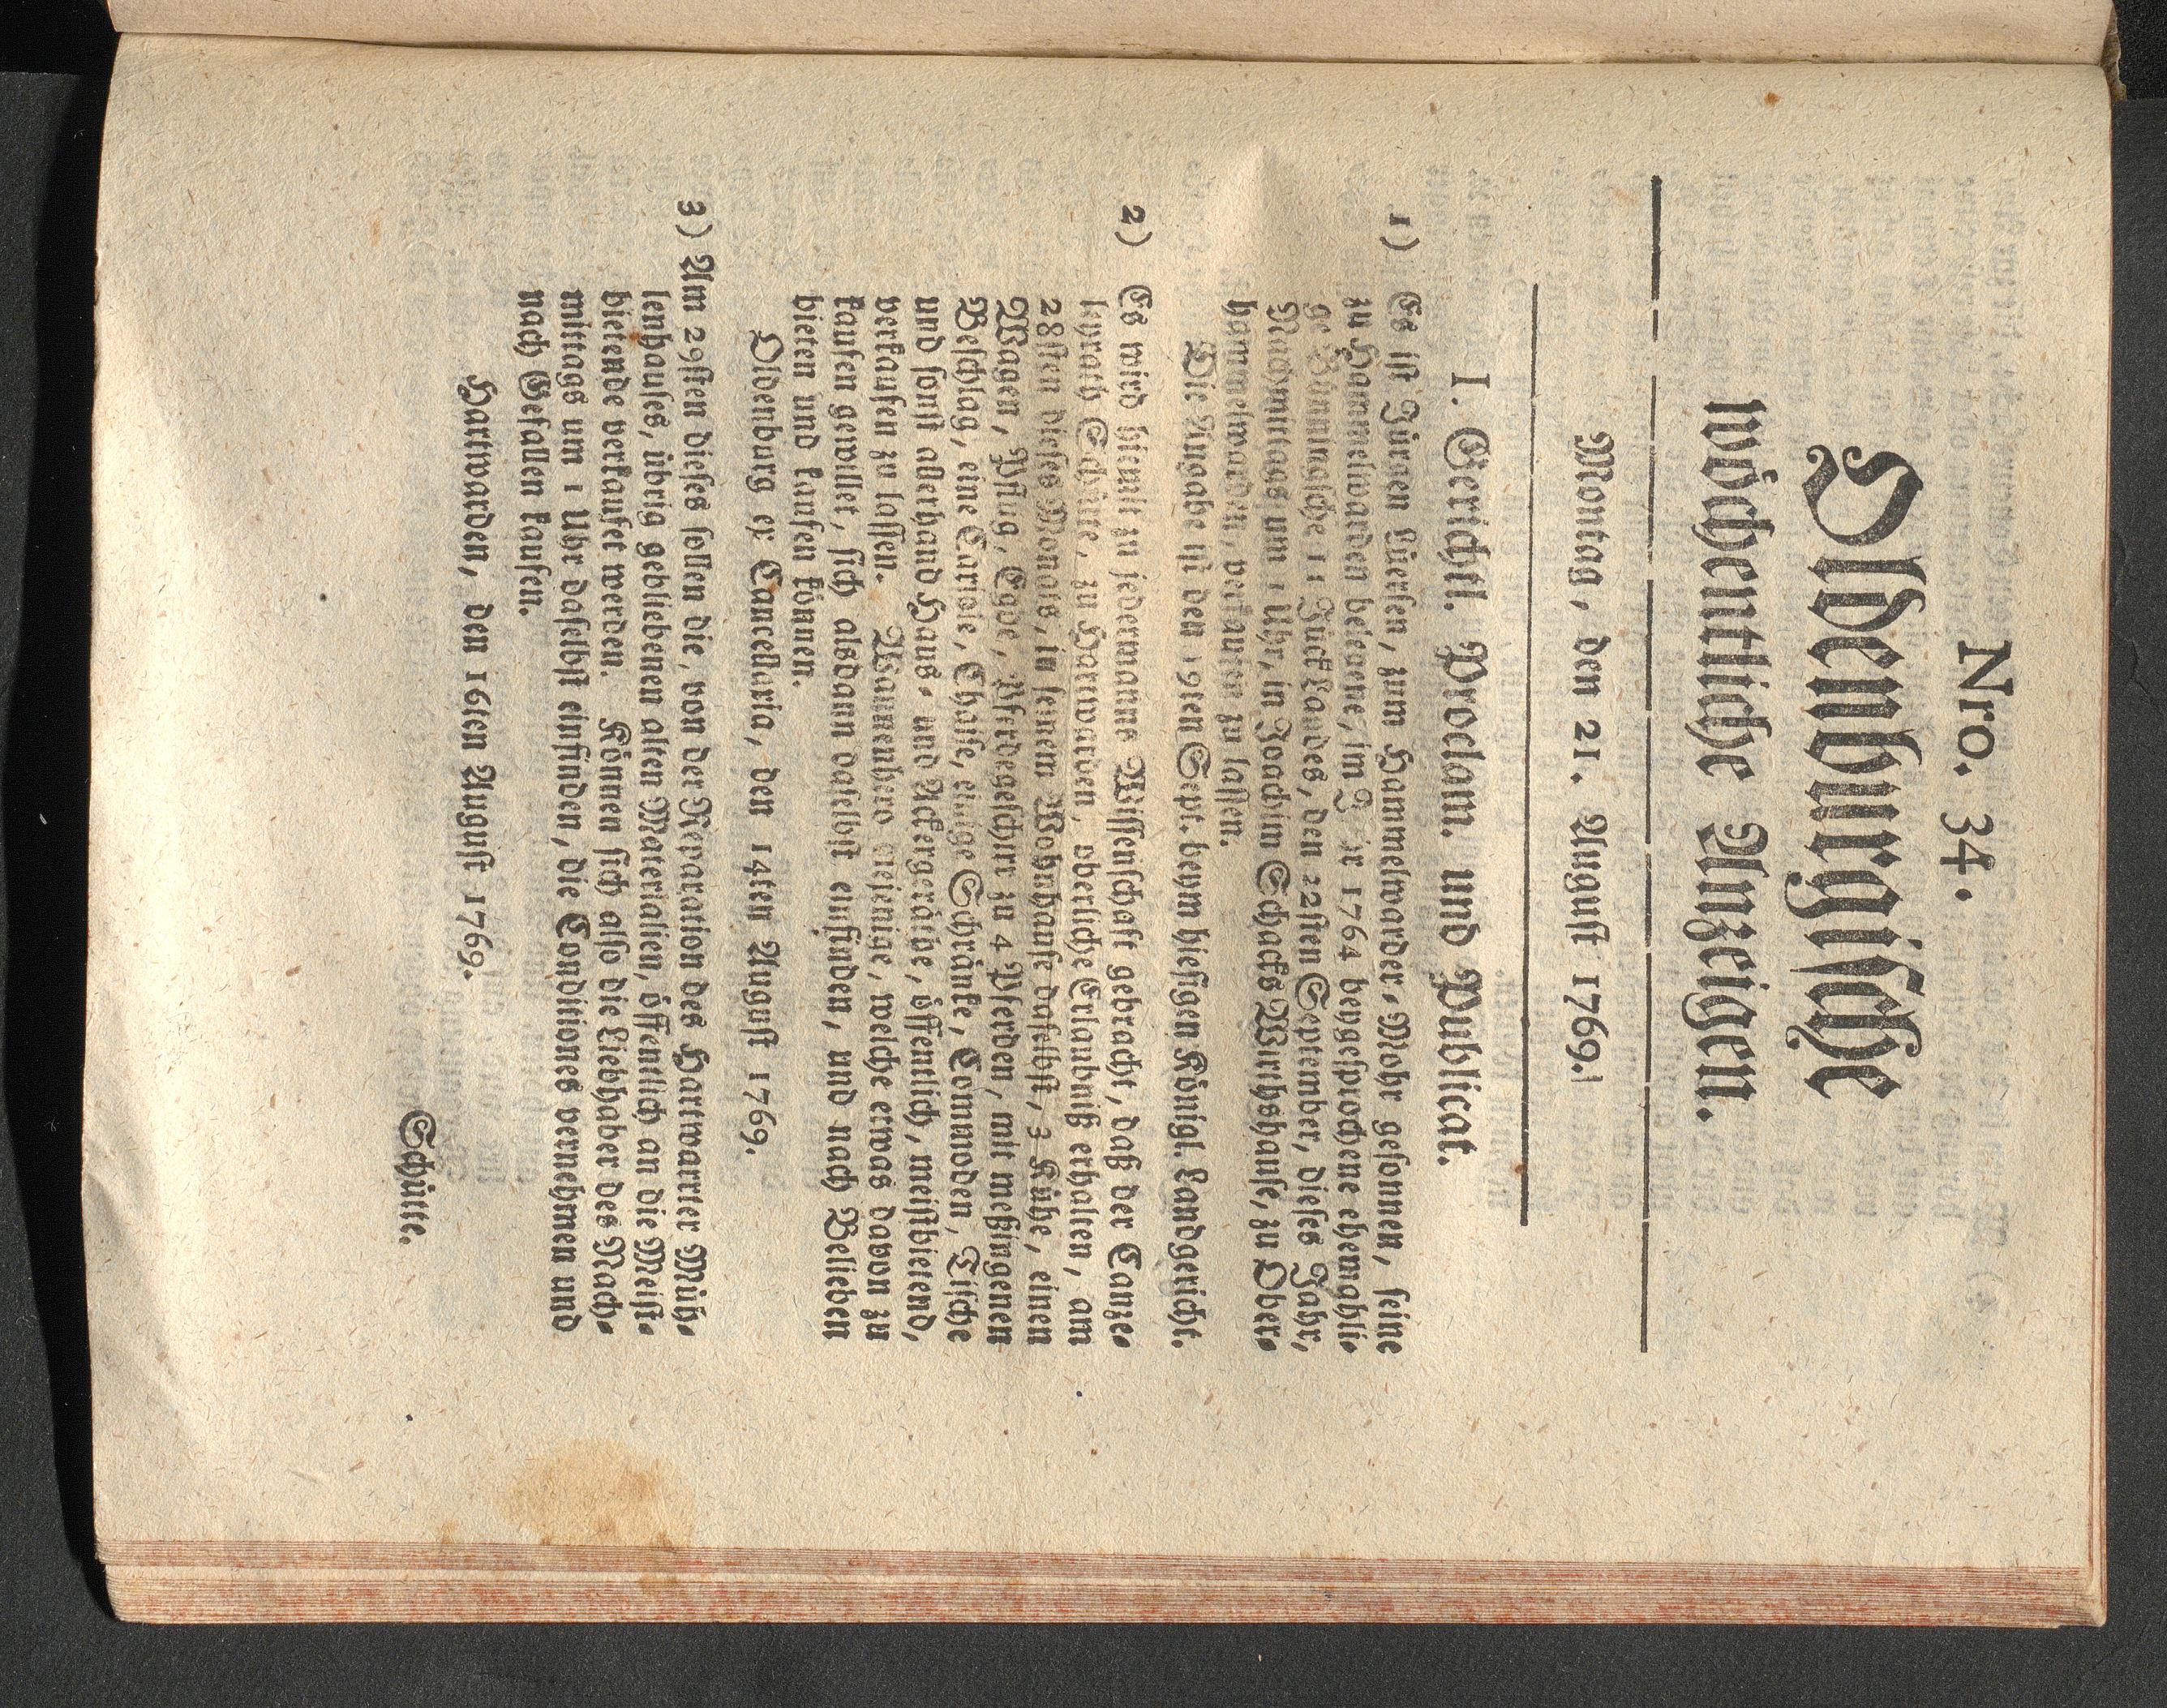 Nro. 34.
Oldenburgische
wöchentliche Anzeigen.
Montag, den 21. August 1769.
I. Gerichtl. Proclam. und Publicat.
1) Es ist Jürgen Lüersen, zum Hammelwarder-Mohr gesonnen, seine
zu Hammelwarden belegene, im J  1764 beygesprochene ehemahli-
ge Bünningsche 11 Jück Landes, den 22sten September, dieses Jahr,
Nachmittags um 1 Uhr, in Jochim Schacks Wirthshause, zu Ober-
hammelwarden, verkaufen zu lassen.
Die Angabe ist den 19ten Sept. beym hiesigen Königl. Landgericht.
2) Es wird hiemit zu jedermanns Wissenschaft gebracht, daß der Canze-
leyrath Schütte, zu Hartwarden, oberliche Erlaubniß erhalten, am
28sten dieses Monats, in seinem Wohnhause daselbst, 3 Kühe, einen
Wagen, Pflug, Egde, Pferdegeschirr zu 4 Pferden, mit meßingenen
Beschlag, eine Carriole, Chaise, einige Schränke, Commoden, Tische
und sonst allerhand Haus- und Ackergeräthe, öffentlich, meistbietend,
verkaufen zu lassen. Wannenhero diejenige, welche etwas davon zu
kaufen gewillet, sich alsdann daselbst einfinden, und nach Belieben
bieten und kaufen können.
Oldenburg ex Cancellaria, den 14ten August 1769.
3) Am 29sten dieses sollen die, von der Reparation des Hartwarrer Müh-
lenhauses, übrig gebliebenen alten Materialien, öffentlich an die Meist-
bietende verkaufet werden. Können sich also die Liebhaber des Nach-
mittags um 1 Uhr daselbst einfinden, die Conditiones vernehmen und
nach Gefallen kaufen.
Hartwarden, den 16ten August 1769.
Schütte.